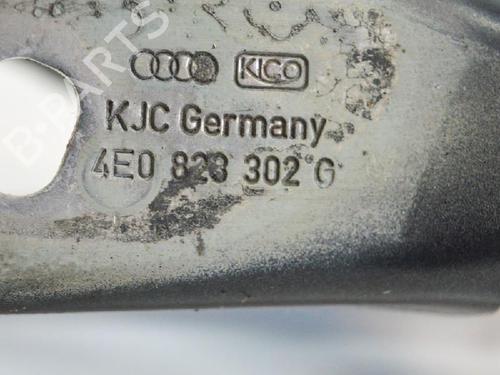 KICO
KJC Germany
4E0 823 302 G
B-PARTS